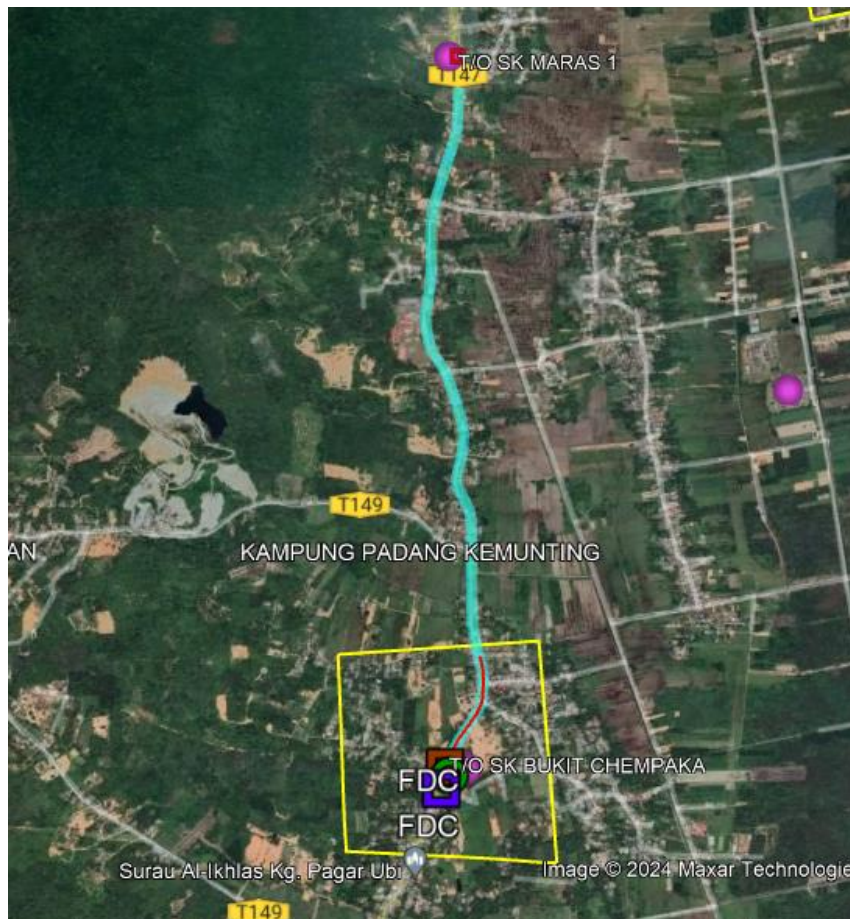 T/O SK MARAS 1
T147
T149
AN
KAMPUNG PADANG KEMUNTING
T/O SK BUKIT CHEMPAKA
FDC
FDC
Surau Al-Ikhlas Kg. Pagar Ubi
Image © 2024 Maxar Technologie
T149